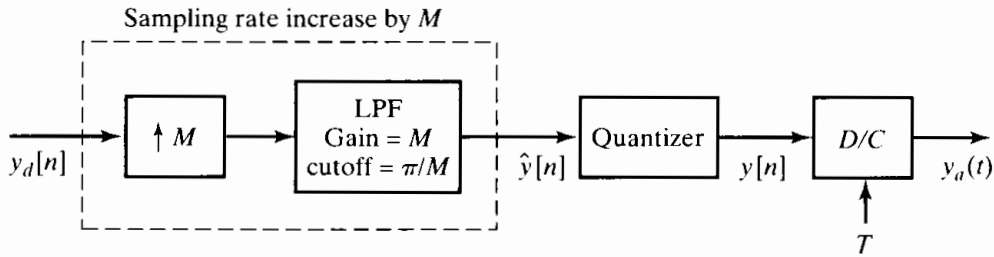 Sampling rate increase by M
↑ M
LPF
Gain = M
cutoff = π/M
Quantizer
D/C
y_d[n]
ŷ[n]
y[n]
y_a(t)
T